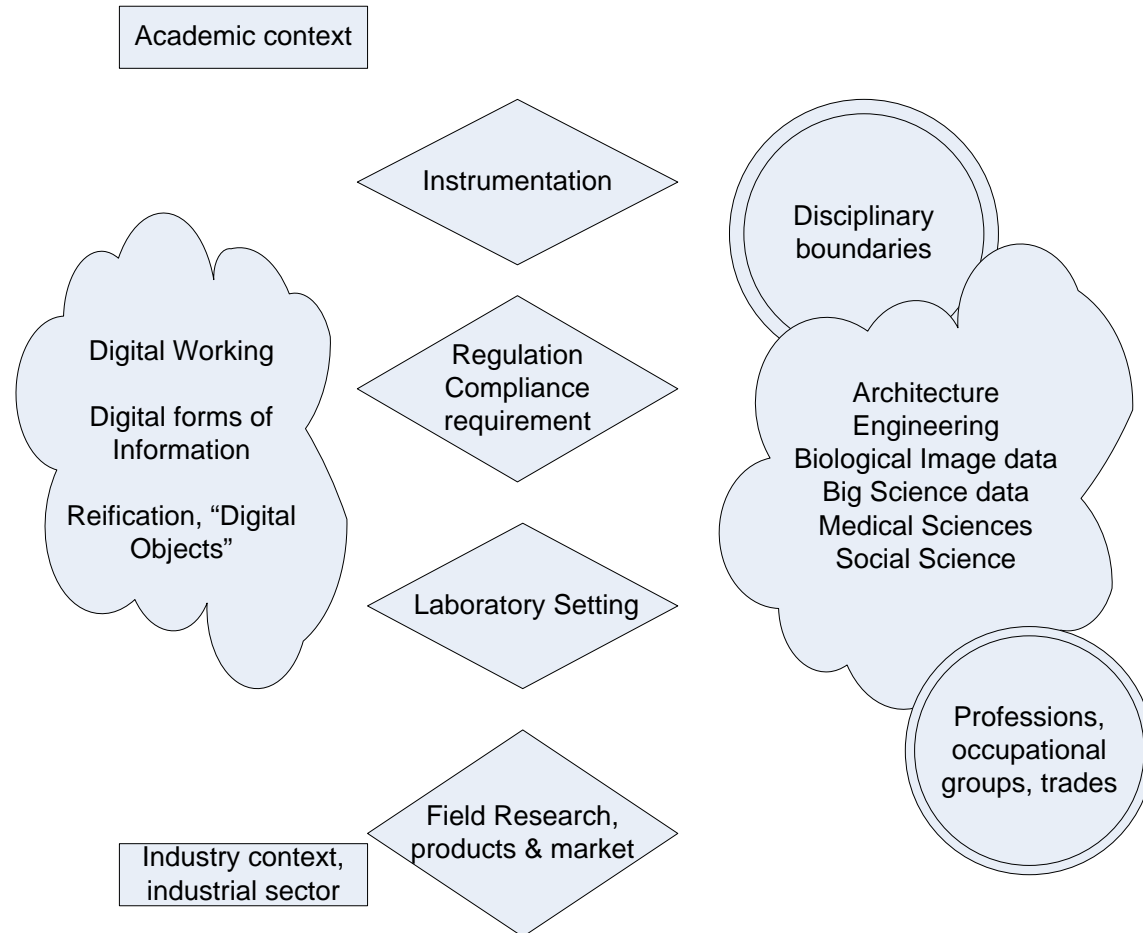 Academic context
Instrumentation
Disciplinary
boundaries
Digital Working
Digital forms of
Information
Reification, “Digital
Objects”
Regulation
Compliance
requirement
Architecture
Engineering
Biological Image data
Big Science data
Medical Sciences
Social Science
Laboratory Setting
Professions,
occupational
groups, trades
Field Research,
products & market
Industry context,
industrial sector